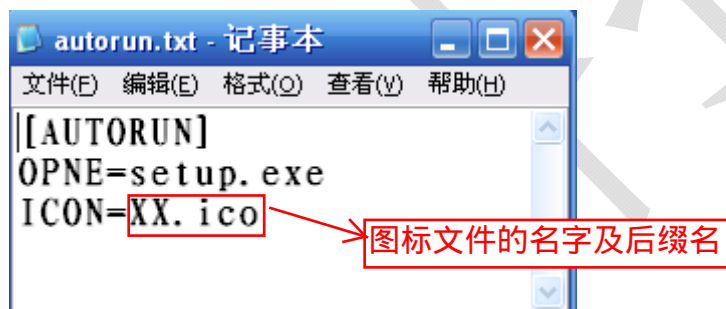 autorun.txt - 记事本
文件(F) 编辑(E) 格式(O) 查看(V) 帮助(H)
[AUTORUN]
OPNE=setup.exe
ICON=XX.ico
图标文件的名字及后缀名